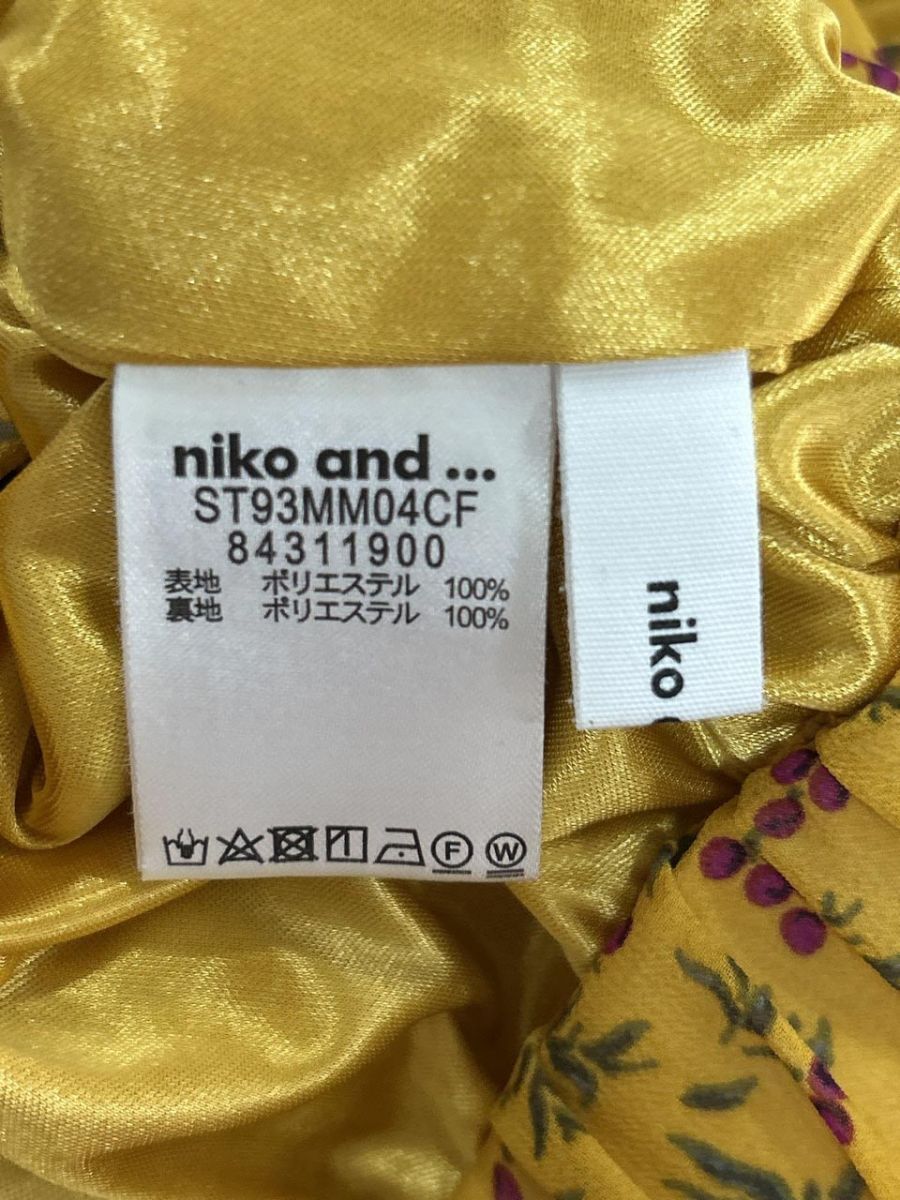 niko and ...
ST93MM04CF
84311900
表地 ポリエステル 100%
裏地 ポリエステル 100%
F W
niko